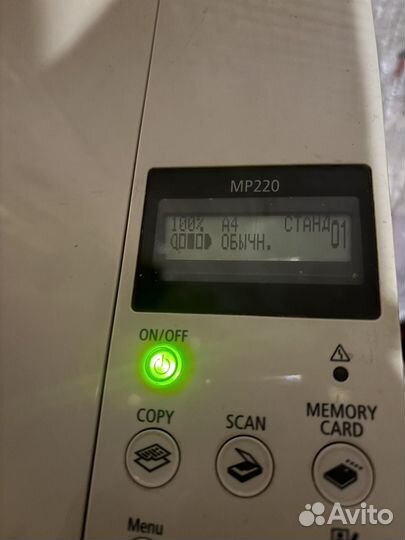 MP220
100% A4 СТАНД
ОБЫЧН. 01
ON/OFF
COPY
SCAN
MEMORY
CARD
Menu
Avito